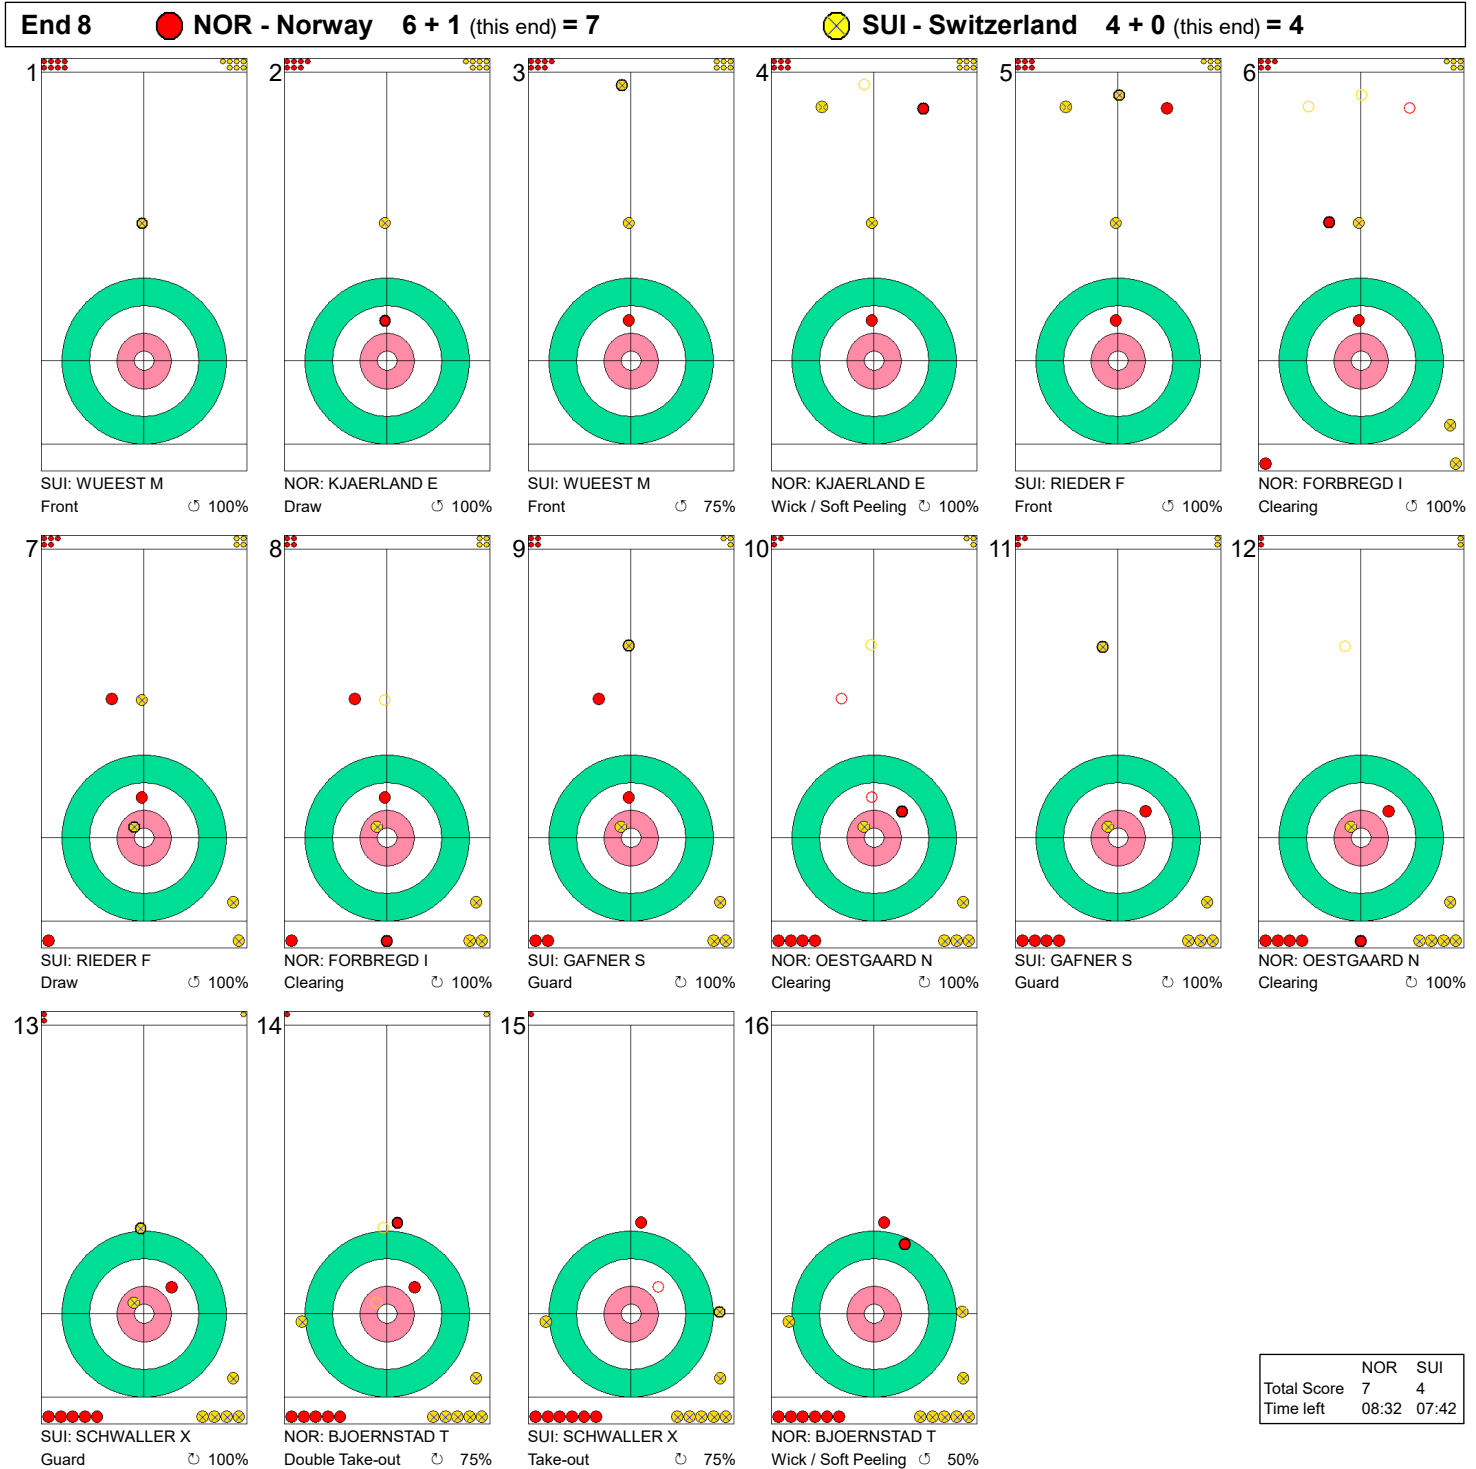 End 8 NOR - Norway 6 + 1 (this end) = 7 SUI - Switzerland 4 + 0 (this end) = 4
1 2 3 4 5 6
SUI: WUEEST M NOR: KJAERLAND E SUI: WUEEST M NOR: KJAERLAND E SUI: RIEDER F NOR: FORBREGD I
Front ↺ 100% Draw ↺ 100% Front ↺ 75% Wick / Soft Peeling ↻ 100% Front ↺ 100% Clearing ↺ 100%
7 8 9 10 11 12
SUI: RIEDER F NOR: FORBREGD I SUI: GAFNER S NOR: OESTGAARD N SUI: GAFNER S NOR: OESTGAARD N
Draw ↺ 100% Clearing ↻ 100% Guard ↻ 100% Clearing ↻ 100% Guard ↻ 100% Clearing ↻ 100%
13 14 15 16
SUI: SCHWALLER X NOR: BJOERNSTAD T SUI: SCHWALLER X NOR: BJOERNSTAD T
Guard ↻ 100% Double Take-out ↻ 75% Take-out ↻ 75% Wick / Soft Peeling ↺ 50%
NOR SUI
Total Score 7 4
Time left 08:32 07:42